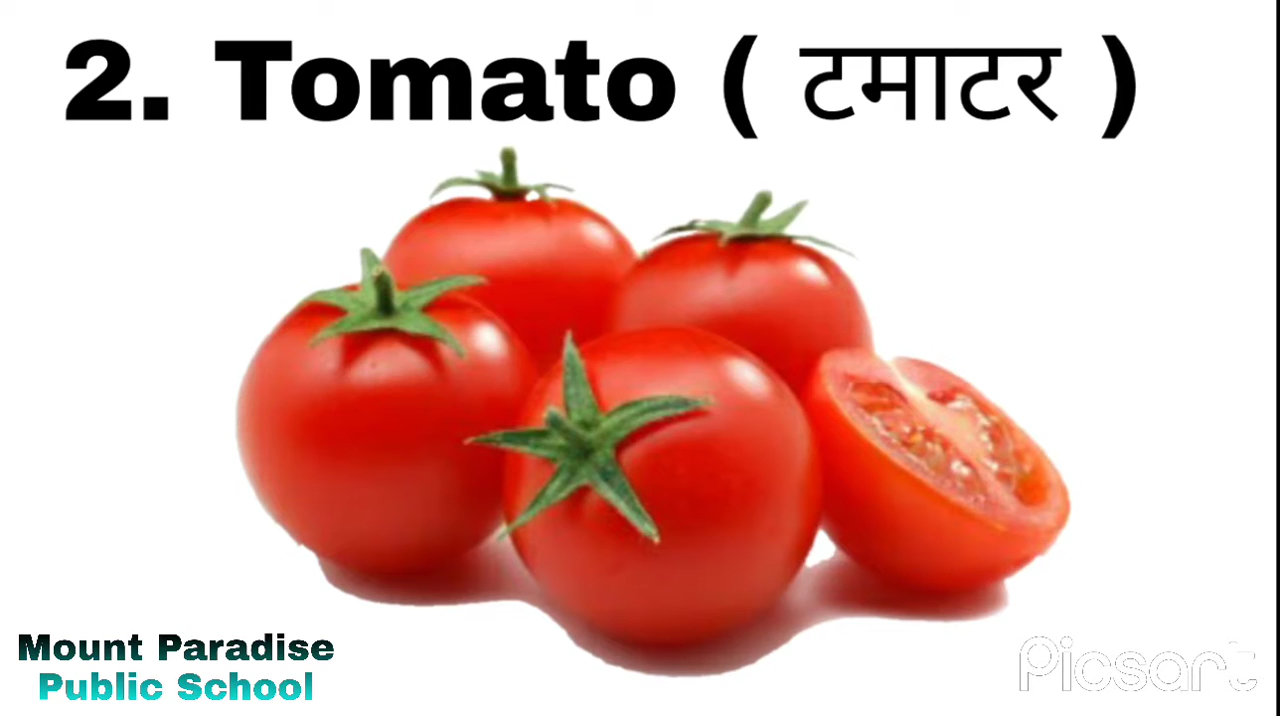 2. Tomato ( टमाटर )
Mount Paradise
Public School
Picsart